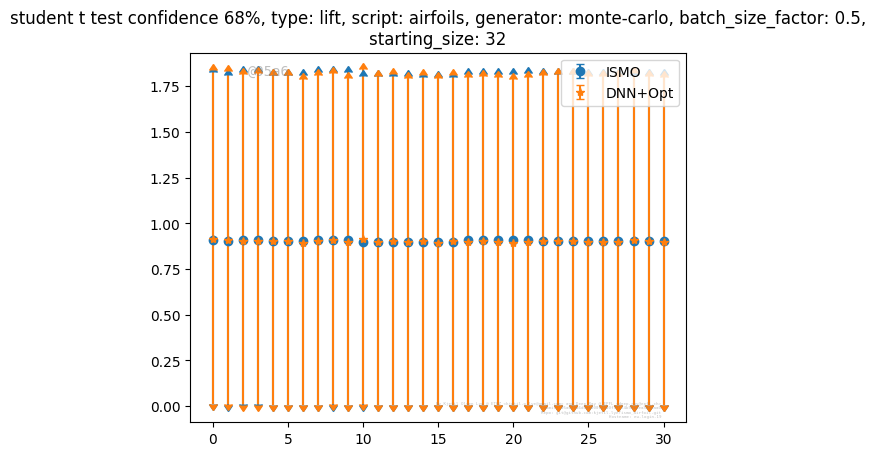 student t test confidence 68%, type: lift, script: airfoils, generator: monte-carlo, batch_size_factor: 0.5,
starting_size: 32
ISMO
DNN+Opt
1.75
1.50
1.25
1.00
0.75
0.50
0.25
0.00
0 5 10 15 20 25 30